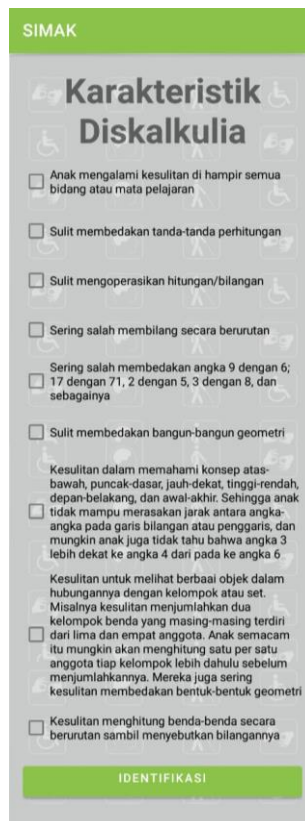 SIMAK
Karakteristik
Diskalkulia
Anak mengalami kesulitan di hampir semua
bidang atau mata pelajaran
Sulit membedakan tanda-tanda perhitungan
Sulit mengoperasikan hitungan/bilangan
Sering salah membilang secara berurutan
Sering salah membedakan angka 9 dengan 6;
17 dengan 71, 2 dengan 5, 3 dengan 8, dan
sebagainya
Sulit membedakan bangun-bangun geometri
Kesulitan dalam memahami konsep atas-
bawah, puncak-dasar, jauh-dekat, tinggi-rendah,
depan-belakang, dan awal-akhir. Sehingga anak
tidak mampu merasakan jarak antara angka-
angka pada garis bilangan atau penggaris, dan
mungkin anak juga tidak tahu bahwa angka 3
lebih dekat ke angka 4 dari pada ke angka 6
Kesulitan untuk melihat berbaai objek dalam
hubungannya dengan kelompok atau set.
Misalnya kesulitan menjumlahkan dua
kelompok benda yang masing-masing terdiri
dari lima dan empat anggota. Anak semacam
itu mungkin akan menghitung satu per satu
anggota tiap kelompok lebih dahulu sebelum
menjumlahkannya. Mereka juga sering
kesulitan membedakan bentuk-bentuk geometri
Kesulitan menghitung benda-benda secara
berurutan sambil menyebutkan bilangannya
IDENTIFIKASI